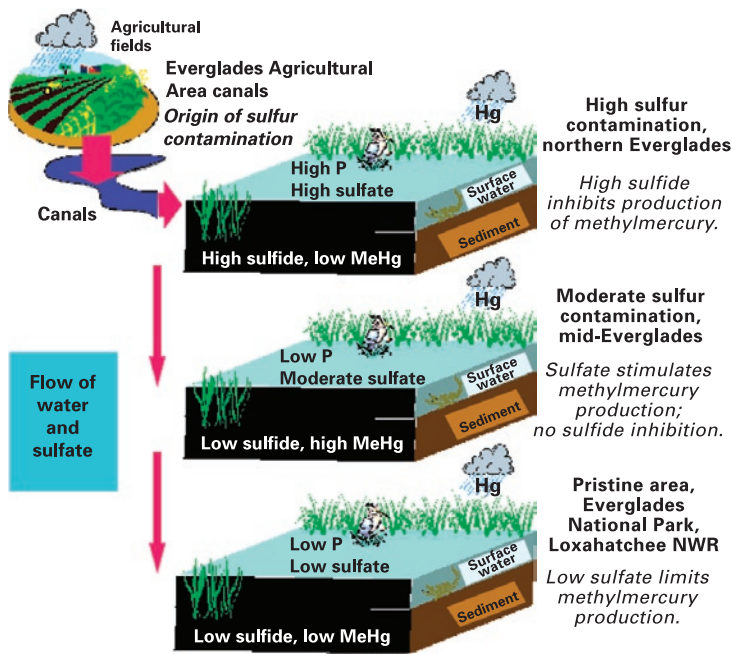 Agricultural
fields
Everglades Agricultural
Area canals
Origin of sulfur
contamination
Canals
Hg
High P
High sulfate
Surface
water
Sediment
High sulfide, low MeHg
High sulfur
contamination,
northern Everglades
High sulfide
inhibits production
of methylmercury.
Flow of
water
and
sulfate
Hg
Low P
Moderate sulfate
Surface
water
Sediment
Low sulfide, high MeHg
Moderate sulfur
contamination,
mid-Everglades
Sulfate stimulates
methylmercury
production;
no sulfide inhibition.
Hg
Low P
Low sulfate
Surface
water
Sediment
Low sulfide, low MeHg
Pristine area,
Everglades
National Park,
Loxahatchee NWR
Low sulfate limits
methylmercury
production.